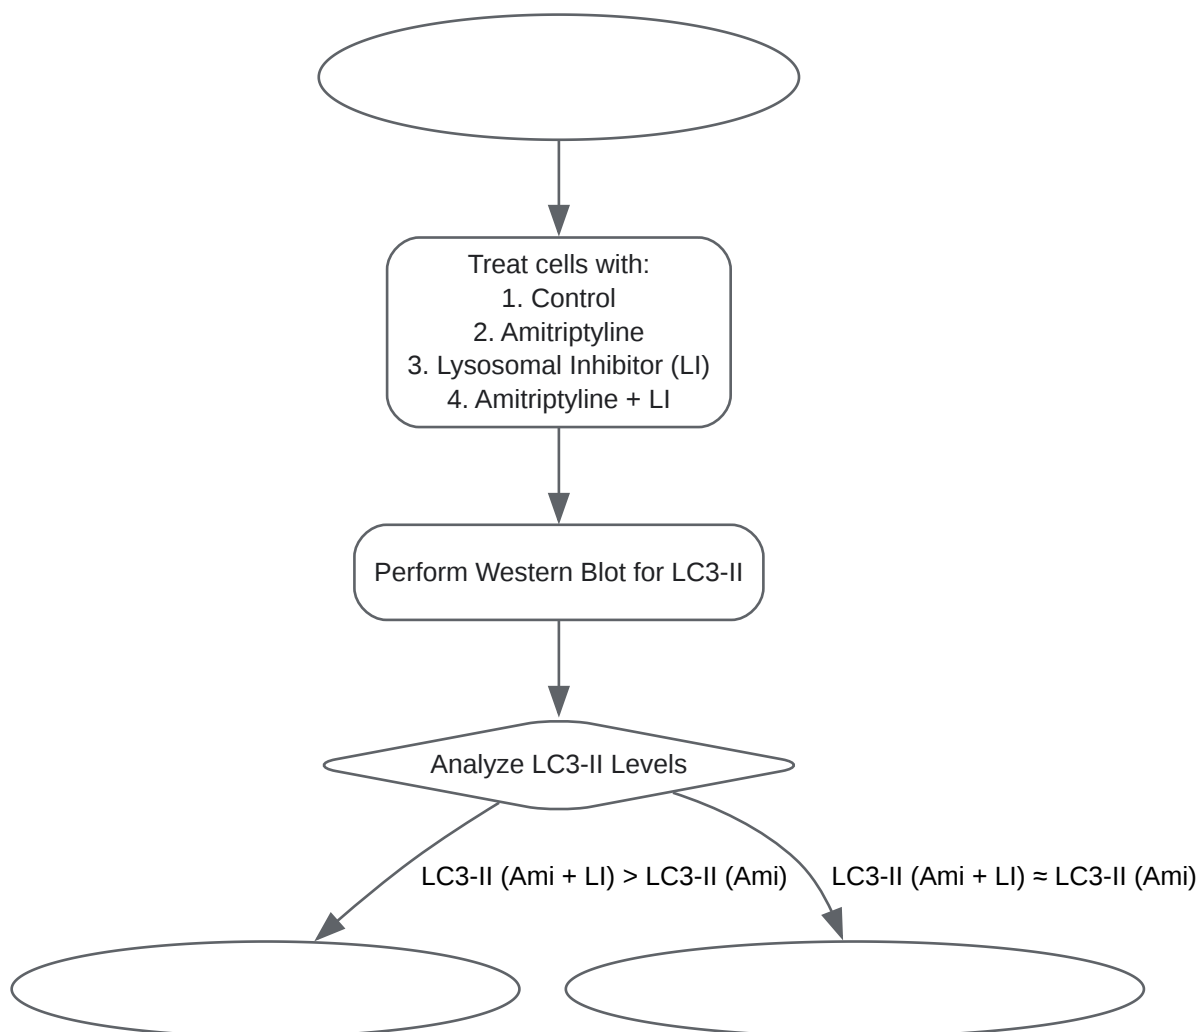 Treat cells with:
1. Control
2. Amitriptyline
3. Lysosomal Inhibitor (LI)
4. Amitriptyline + LI
Perform Western Blot for LC3-II
Analyze LC3-II Levels
LC3-II (Ami + LI) > LC3-II (Ami)
LC3-II (Ami + LI) ≈ LC3-II (Ami)